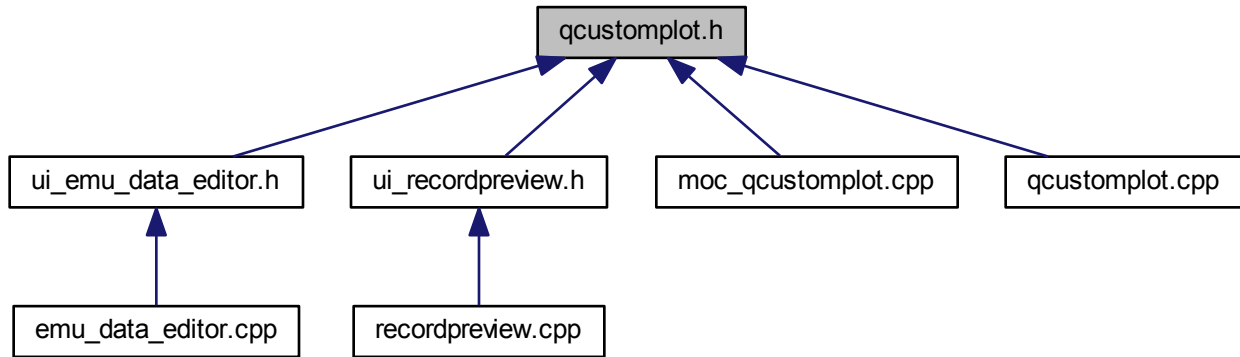 qcustomplot.h
ui_emu_data_editor.h
ui_recordpreview.h
moc_qcustomplot.cpp
qcustomplot.cpp
emu_data_editor.cpp
recordpreview.cpp